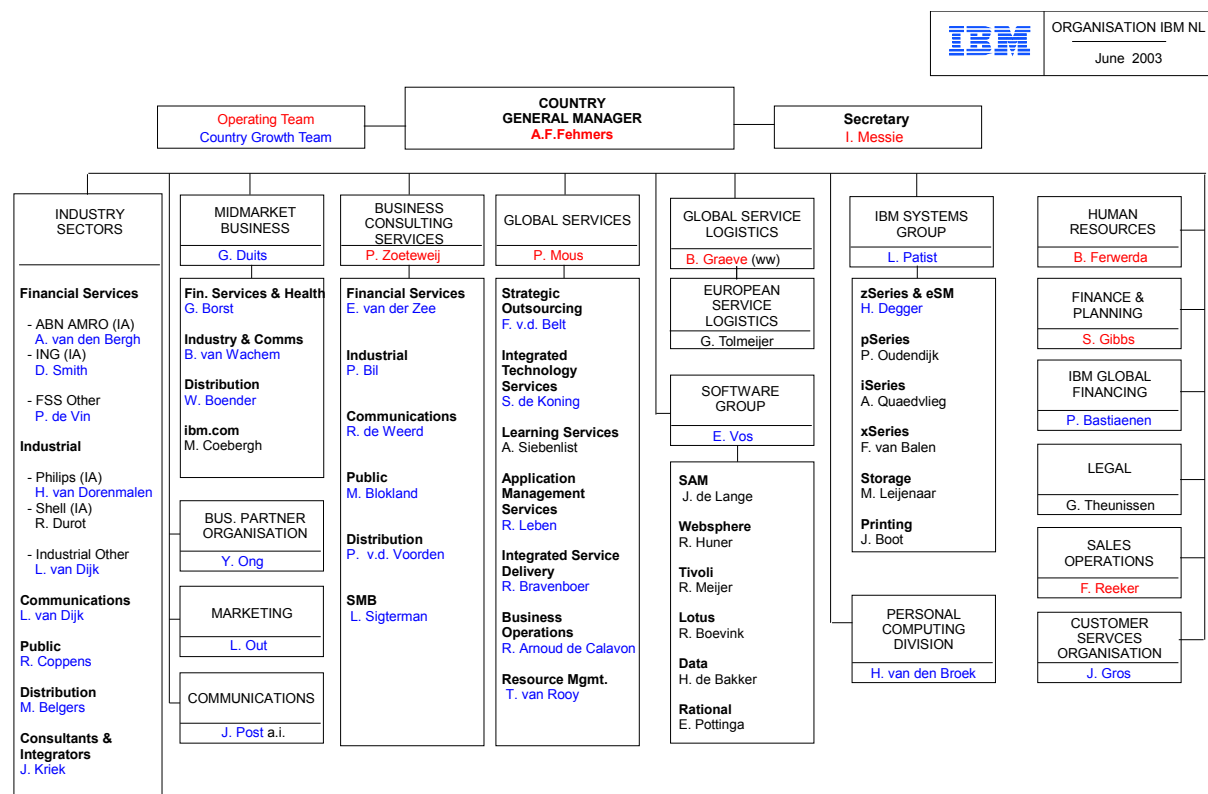 IBM
ORGANISATION IBM NL
June 2003
Operating Team
Country Growth Team
COUNTRY
GENERAL MANAGER
A.F.Fehmers
Secretary
I. Messie
INDUSTRY
SECTORS
Financial Services
- ABN AMRO (IA)
A. van den Bergh
- ING (IA)
D. Smith
- FSS Other
P. de Vin
Industrial
- Philips (IA)
H. van Dorenmalen
- Shell (IA)
R. Durot
- Industrial Other
L. van Dijk
Communications
L. van Dijk
Public
R. Coppens
Distribution
M. Belgers
Consultants &
Integrators
J. Kriek
MIDMARKET
BUSINESS
G. Duits
Fin. Services & Health
G. Borst
Industry & Comms
B. van Wachem
Distribution
W. Boender
ibm.com
M. Coebergh
BUS. PARTNER
ORGANISATION
Y. Ong
MARKETING
L. Out
COMMUNICATIONS
J. Post a.i.
BUSINESS
CONSULTING
SERVICES
P. Zoeteweij
Financial Services
E. van der Zee
Industrial
P. Bil
Communications
R. de Weerd
Public
M. Blokland
Distribution
P. v.d. Voorden
SMB
L. Sigterman
GLOBAL SERVICES
P. Mous
Strategic
Outsourcing
F. v.d. Belt
Integrated
Technology
Services
S. de Koning
Learning Services
A. Siebenlist
Application
Management
Services
R. Leben
Integrated Service
Delivery
R. Bravenboer
Business
Operations
R. Arnoud de Calavon
Resource Mgmt.
T. van Rooy
GLOBAL SERVICE
LOGISTICS
B. Graeve (ww)
EUROPEAN
SERVICE
LOGISTICS
G. Tolmeijer
SOFTWARE
GROUP
E. Vos
SAM
J. de Lange
Websphere
R. Huner
Tivoli
R. Meijer
Lotus
R. Boevink
Data
H. de Bakker
Rational
E. Pottinga
IBM SYSTEMS
GROUP
L. Patist
zSeries & eSM
H. Degger
pSeries
P. Oudendijk
iSeries
A. Quaedvlieg
xSeries
F. van Balen
Storage
M. Leijenaar
Printing
J. Boot
PERSONAL
COMPUTING
DIVISION
H. van den Broek
HUMAN
RESOURCES
B. Ferwerda
FINANCE &
PLANNING
S. Gibbs
IBM GLOBAL
FINANCING
P. Bastiaenen
LEGAL
G. Theunissen
SALES
OPERATIONS
F. Reeker
CUSTOMER
SERVCES
ORGANISATION
J. Gros